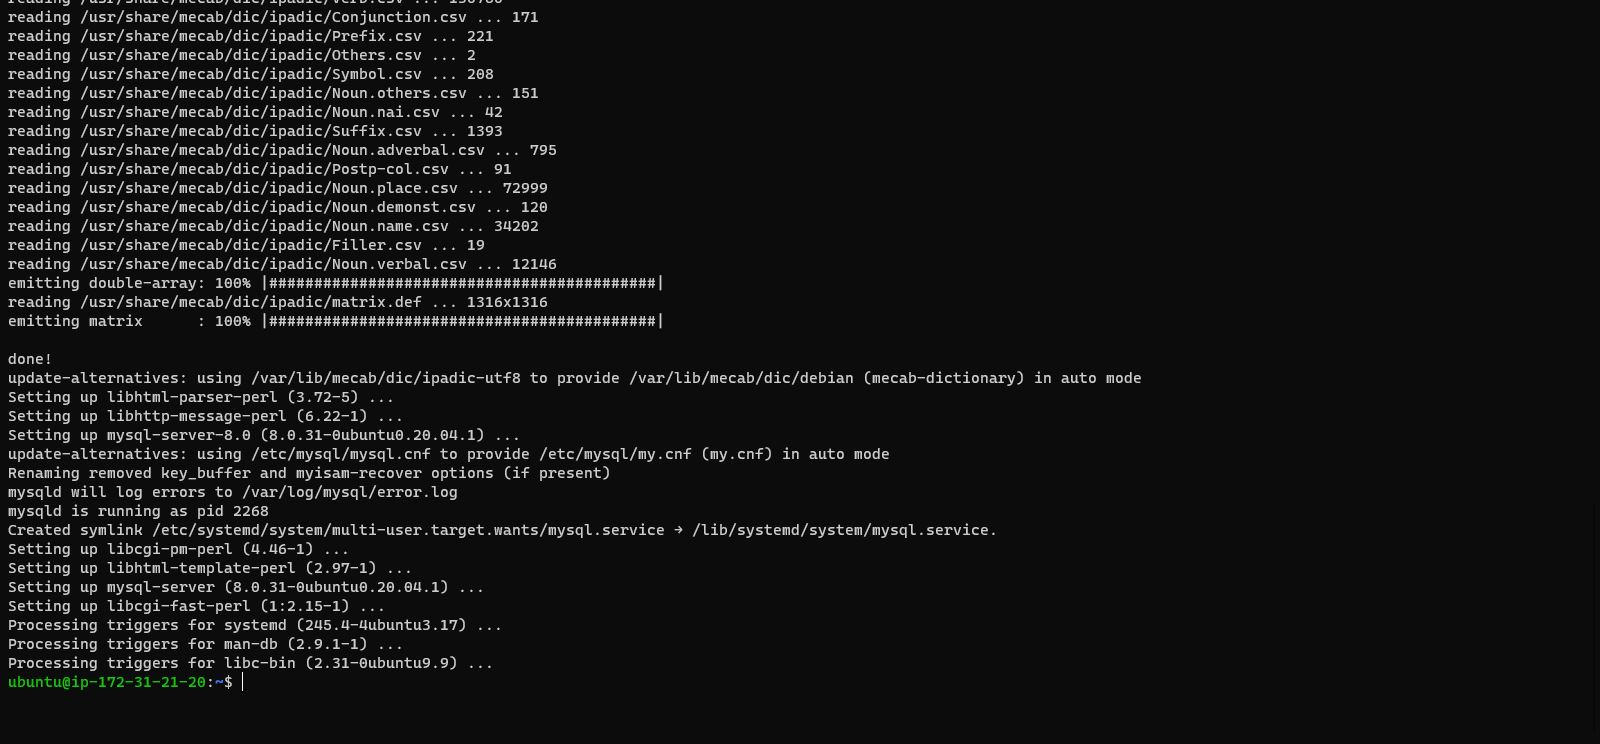 reading /usr/share/mecab/dic/ipadic/Verb.csv ... 130750
reading /usr/share/mecab/dic/ipadic/Conjunction.csv ... 171
reading /usr/share/mecab/dic/ipadic/Prefix.csv ... 221
reading /usr/share/mecab/dic/ipadic/Others.csv ... 2
reading /usr/share/mecab/dic/ipadic/Symbol.csv ... 208
reading /usr/share/mecab/dic/ipadic/Noun.others.csv ... 151
reading /usr/share/mecab/dic/ipadic/Noun.nai.csv ... 42
reading /usr/share/mecab/dic/ipadic/Suffix.csv ... 1393
reading /usr/share/mecab/dic/ipadic/Noun.adverbal.csv ... 795
reading /usr/share/mecab/dic/ipadic/Postp-col.csv ... 91
reading /usr/share/mecab/dic/ipadic/Noun.place.csv ... 72999
reading /usr/share/mecab/dic/ipadic/Noun.demonst.csv ... 120
reading /usr/share/mecab/dic/ipadic/Noun.name.csv ... 34202
reading /usr/share/mecab/dic/ipadic/Filler.csv ... 19
reading /usr/share/mecab/dic/ipadic/Noun.verbal.csv ... 12146
emitting double-array: 100% |###########################################|
reading /usr/share/mecab/dic/ipadic/matrix.def ... 1316x1316
emitting matrix      : 100% |###########################################|
done!
update-alternatives: using /var/lib/mecab/dic/ipadic-utf8 to provide /var/lib/mecab/dic/debian (mecab-dictionary) in auto mode
Setting up libhtml-parser-perl (3.72-5) ...
Setting up libhttp-message-perl (6.22-1) ...
Setting up mysql-server-8.0 (8.0.31-0ubuntu0.20.04.1) ...
update-alternatives: using /etc/mysql/mysql.cnf to provide /etc/mysql/my.cnf (my.cnf) in auto mode
Renaming removed key_buffer and myisam-recover options (if present)
mysqld will log errors to /var/log/mysql/error.log
mysqld is running as pid 2268
Created symlink /etc/systemd/system/multi-user.target.wants/mysql.service → /lib/systemd/system/mysql.service.
Setting up libcgi-pm-perl (4.46-1) ...
Setting up libhtml-template-perl (2.97-1) ...
Setting up mysql-server (8.0.31-0ubuntu0.20.04.1) ...
Setting up libcgi-fast-perl (1:2.15-1) ...
Processing triggers for systemd (245.4-4ubuntu3.17) ...
Processing triggers for man-db (2.9.1-1) ...
Processing triggers for libc-bin (2.31-0ubuntu9.9) ...
ubuntu@ip-172-31-21-20:~$